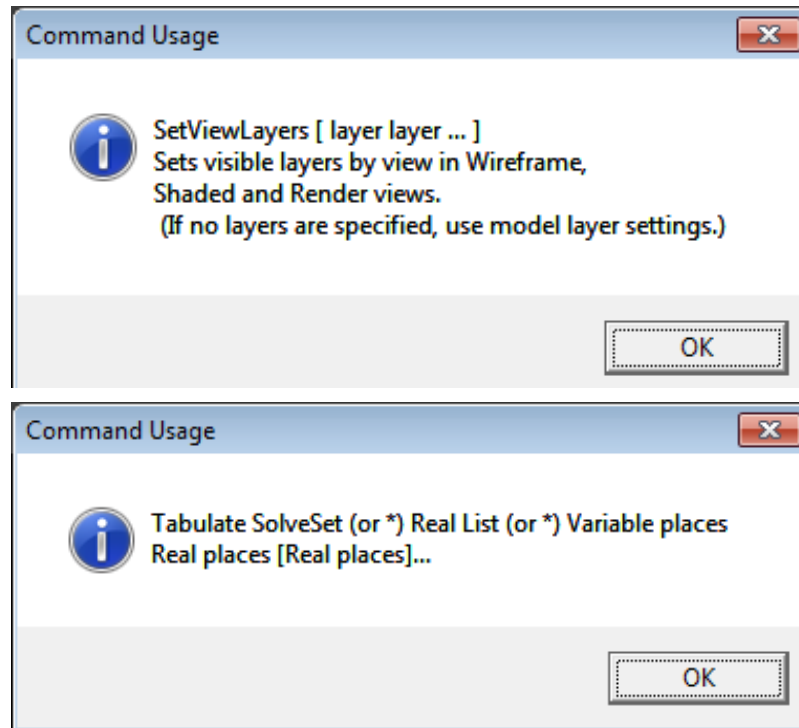 Command Usage
SetViewLayers [ layer layer ... ]
Sets visible layers by view in Wireframe,
Shaded and Render views.
(If no layers are specified, use model layer settings.)
OK
Command Usage
Tabulate SolveSet (or *) Real List (or *) Variable places
Real places [Real places]...
OK